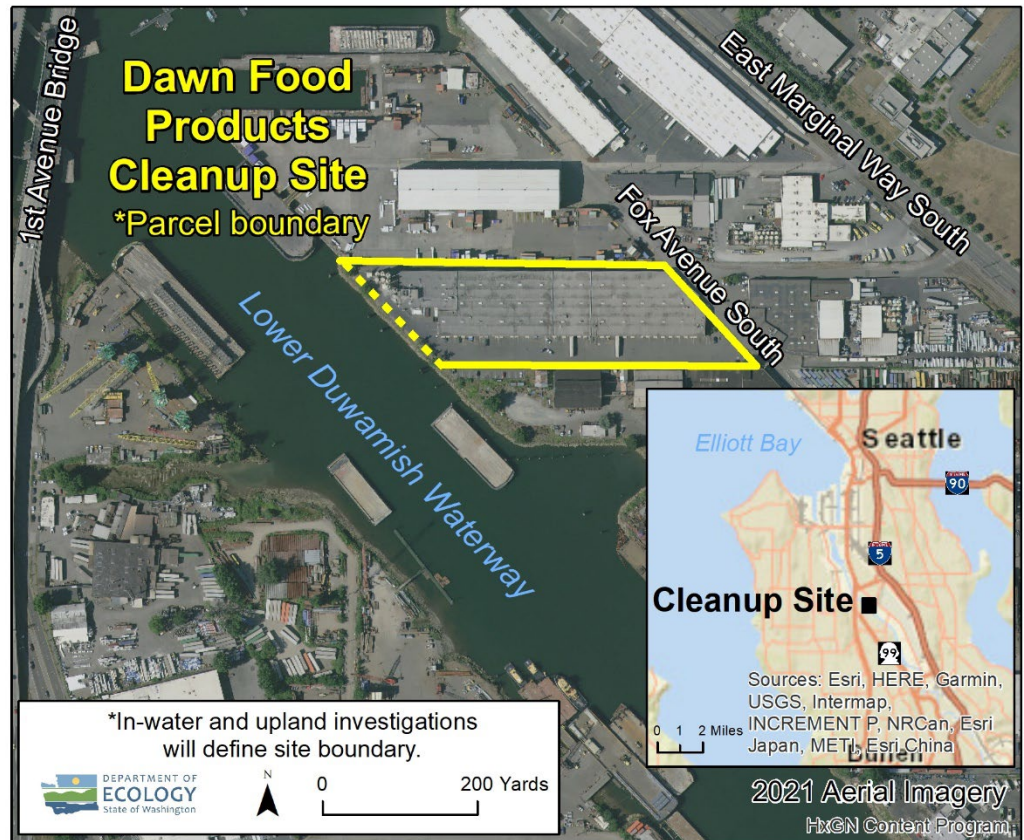 Dawn Food
Products
Cleanup Site
*Parcel boundary
1st Avenue Bridge
East Marginal Way South
Fox Avenue South
Lower Duwamish Waterway
Elliott Bay
Seattle
90
5
Cleanup Site
99
Sources: Esri, HERE, Garmin,
USGS, Intermap,
INCREMENT P, NRCan, Esri
Japan, METI, Esri China
0 1 2 Miles
Burien
*In-water and upland investigations
will define site boundary.
DEPARTMENT OF
ECOLOGY
State of Washington
N
0 200 Yards
2021 Aerial Imagery
HxGN Content Program